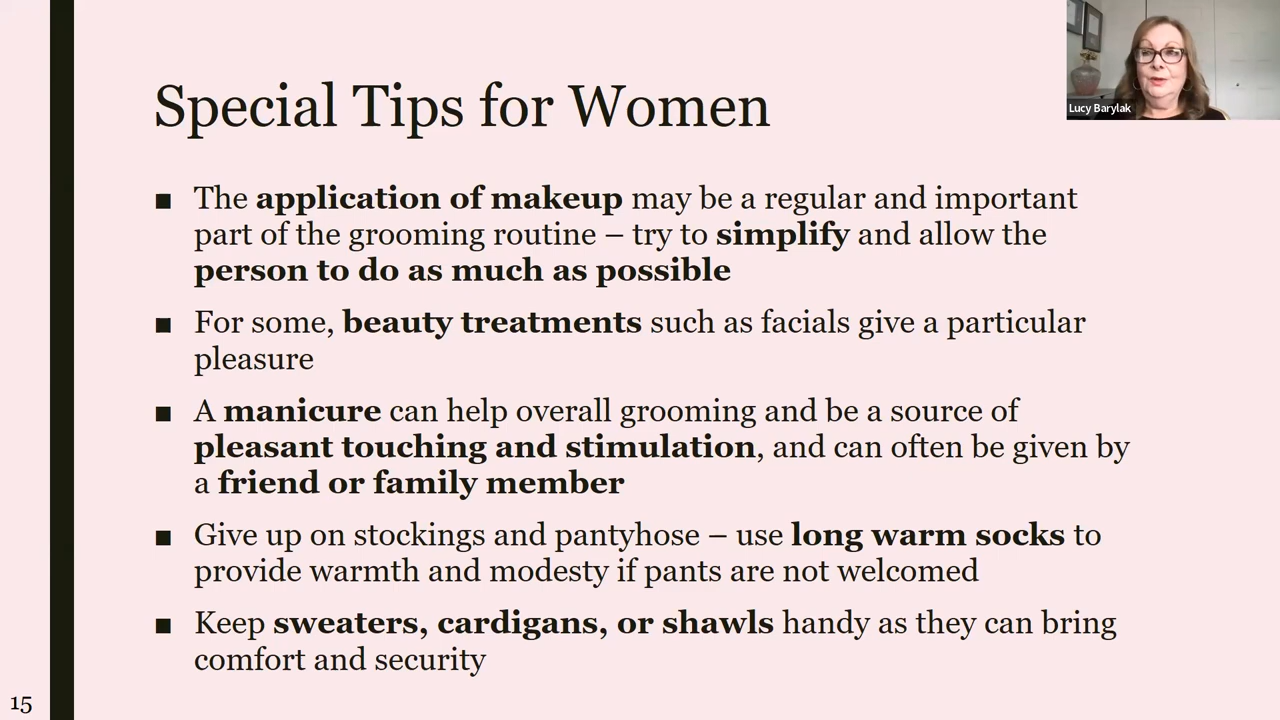 Special Tips for Women
Lucy Barylak
■ The application of makeup may be a regular and important
part of the grooming routine – try to simplify and allow the
person to do as much as possible
■ For some, beauty treatments such as facials give a particular
pleasure
■ A manicure can help overall grooming and be a source of
pleasant touching and stimulation, and can often be given by
a friend or family member
■ Give up on stockings and pantyhose – use long warm socks to
provide warmth and modesty if pants are not welcomed
■ Keep sweaters, cardigans, or shawls handy as they can bring
comfort and security
15